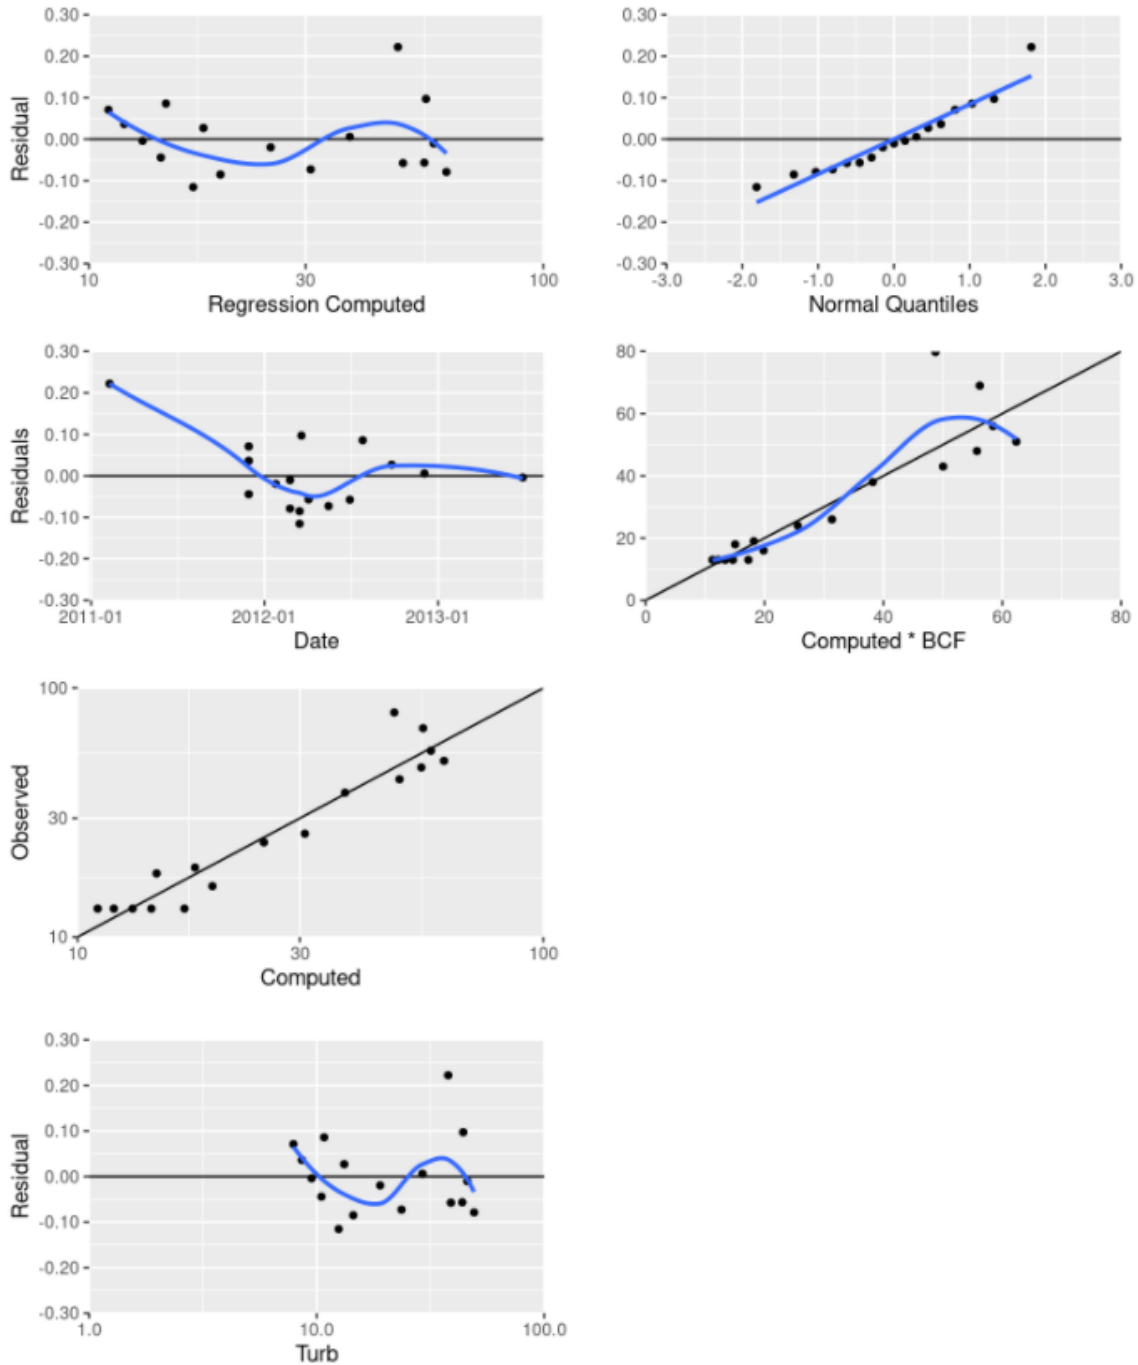 0.30
0.20
0.10
0.00
-0.10
-0.20
-0.30
Residual
10 30 100
Regression Computed
0.30
0.20
0.10
0.00
-0.10
-0.20
-0.30
-3.0 -2.0 -1.0 0.0 1.0 2.0 3.0
Normal Quantiles
0.30
0.20
0.10
0.00
-0.10
-0.20
-0.30
Residuals
2011-01 2012-01 2013-01
Date
80
60
40
20
0
0 20 40 60 80
Computed * BCF
100
30
10
Observed
10 30 100
Computed
0.30
0.20
0.10
0.00
-0.10
-0.20
-0.30
Residual
1.0 10.0 100.0
Turb